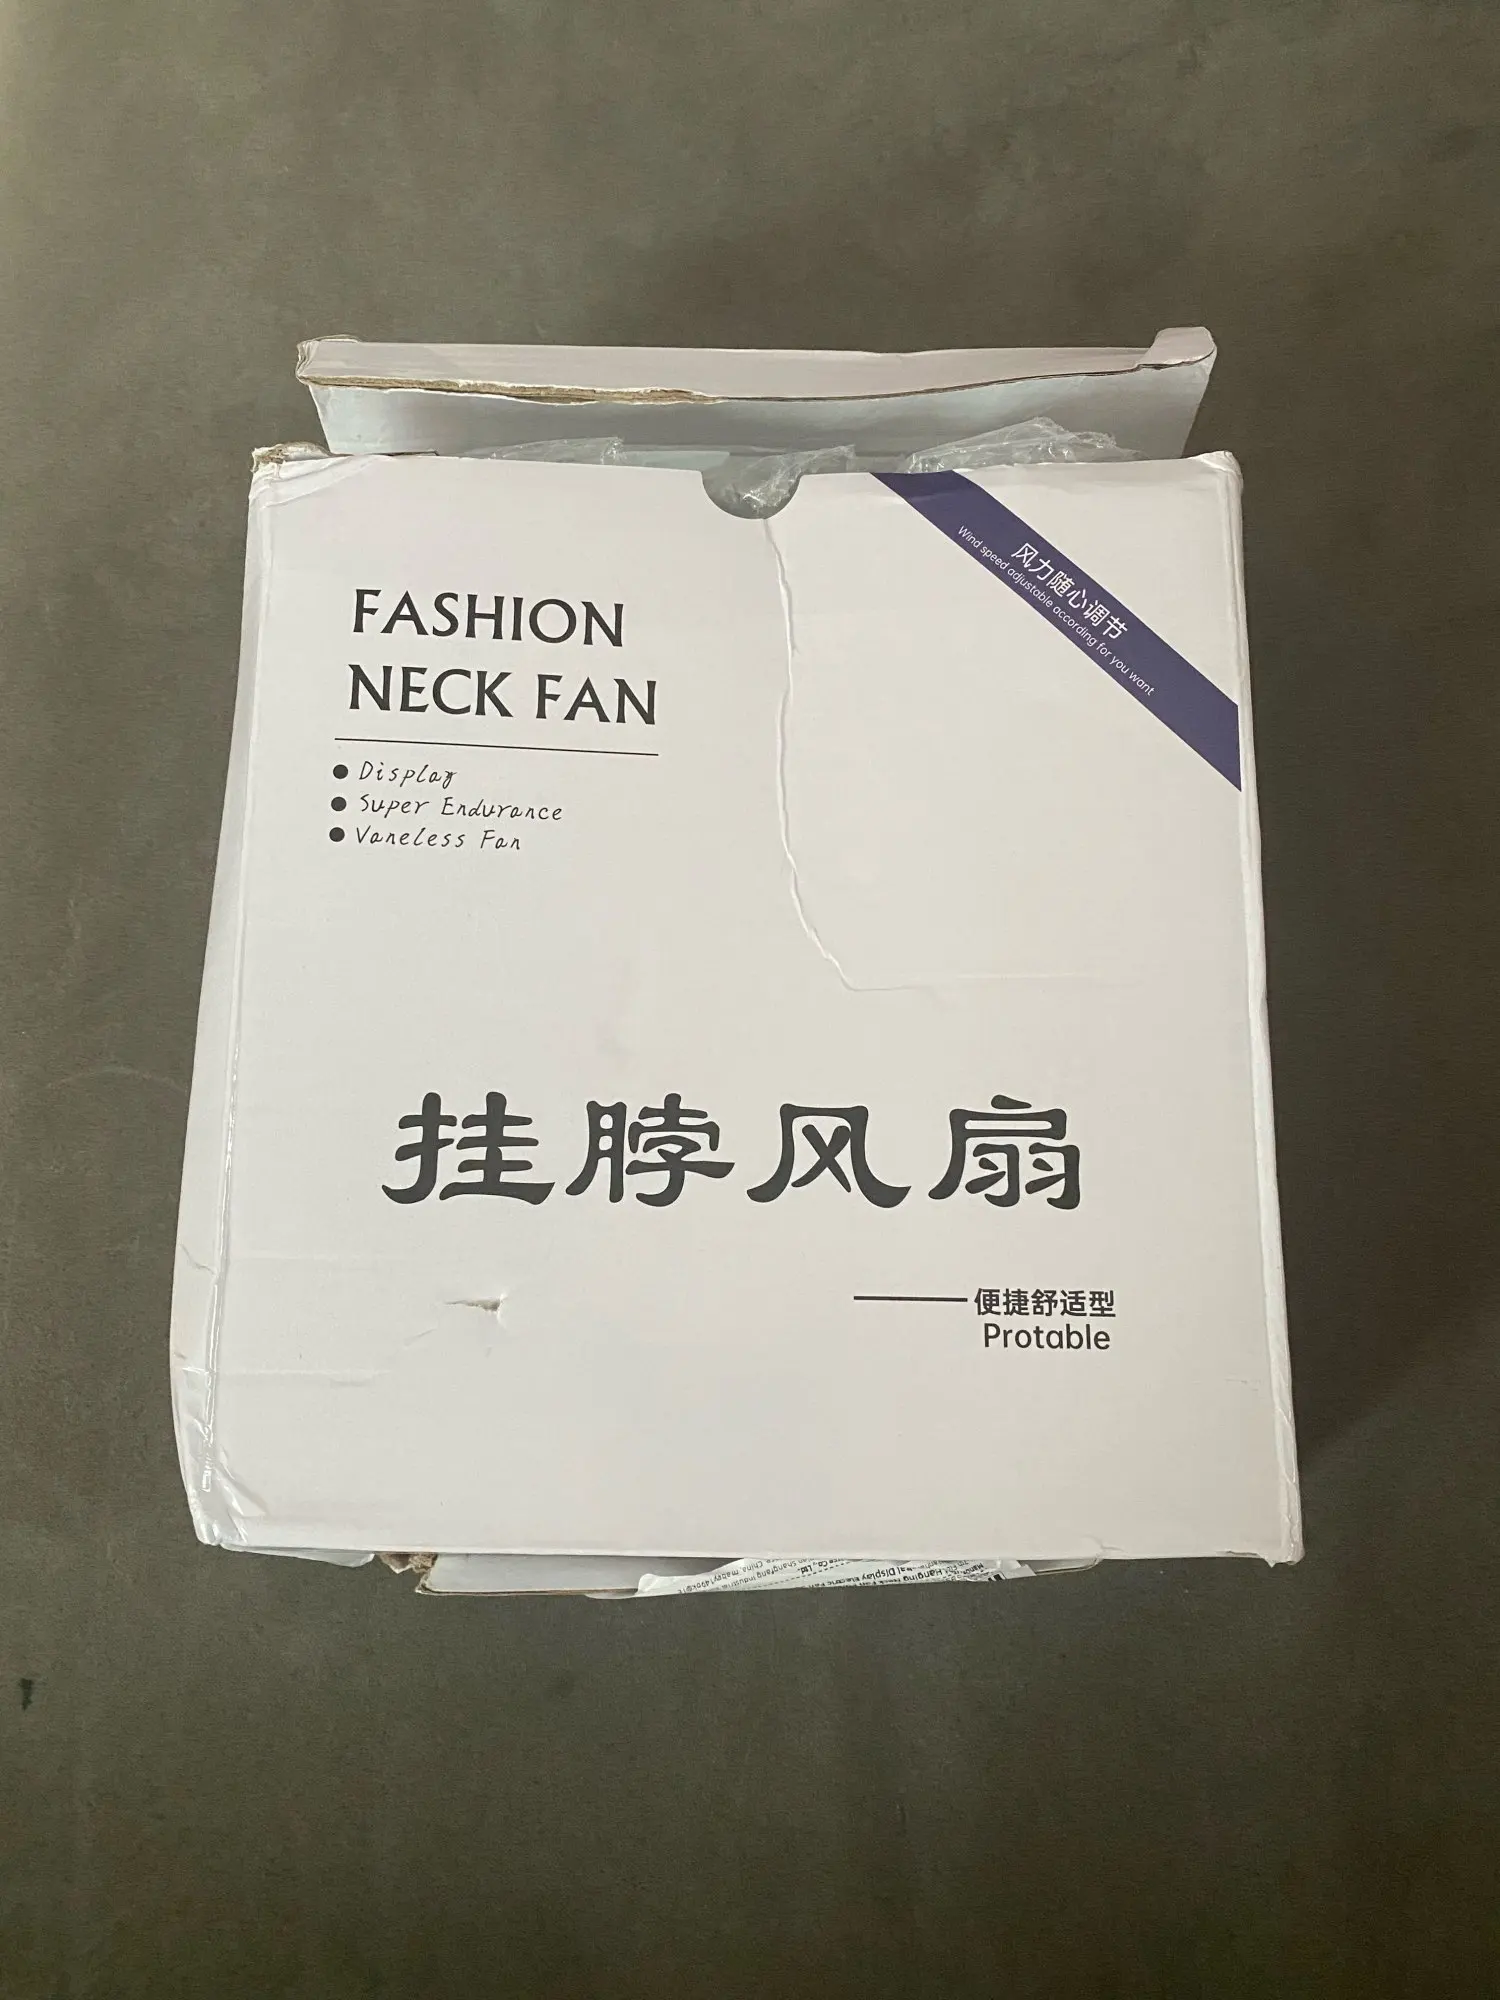 风力随心调节
Wind speed adjustable according for you want
FASHION
NECK FAN
Display
Super Endurance
Vaneless Fan
挂脖风扇
便捷舒适型
Protable